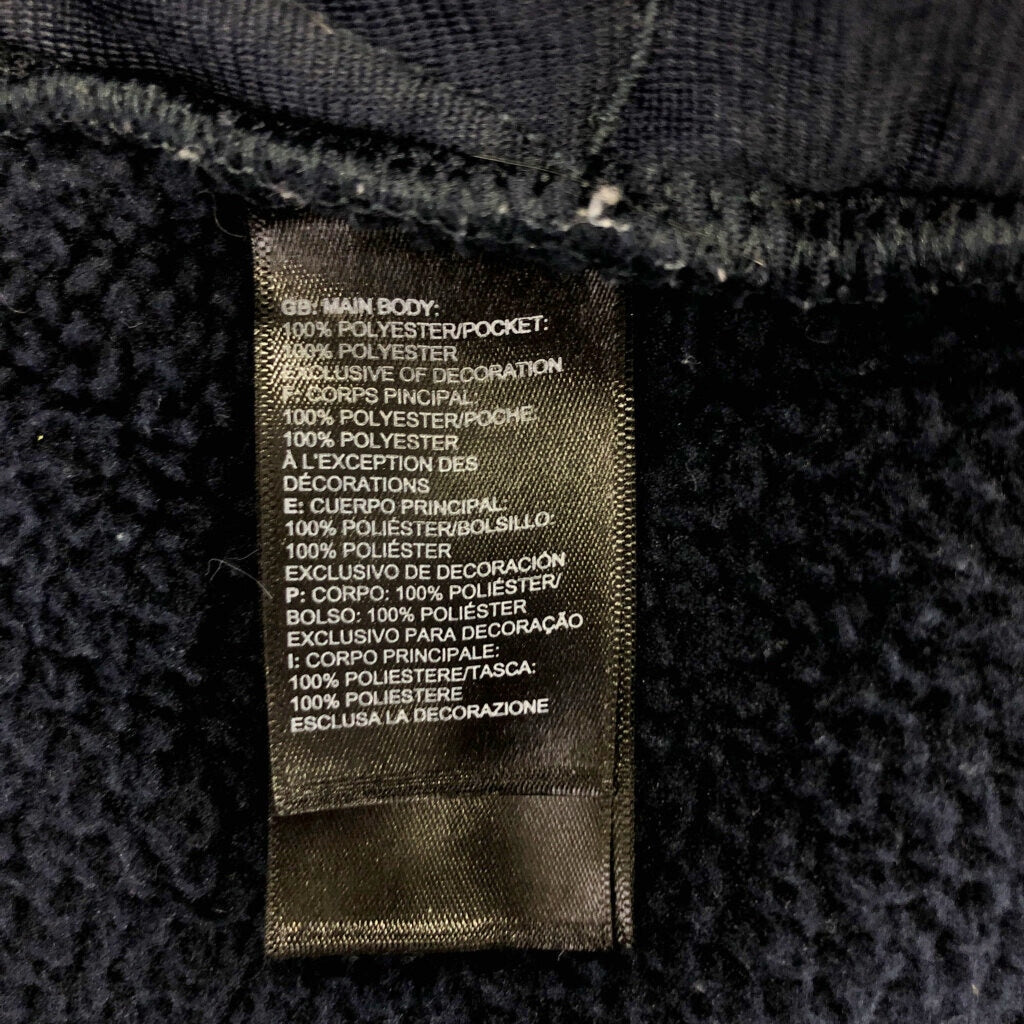 GB: MAIN BODY:
100% POLYESTER/POCKET:
100% POLYESTER
EXCLUSIVE OF DECORATION
F: CORPS PINCIPAL:
100% POLYESTER/POCHE:
100% POLYESTER
À L'EXCEPTION DES
DÉCORATIONS
E: CUERPO PRINCIPAL:
100% POLIÉSTER/BOLSILLO:
100% POLIÉSTER
EXCLUSIVO DE DECORACIÓN
P: CORPO: 100% POLIÉSTER/
BOLSO: 100% POLIÉSTER
EXCLUSIVO PARA DECORAÇÃO
I: CORPO PRINCIPALE:
100% POLIESTERE/TASCA:
100% POLIESTERE
ESCLUSA LA DECORAZIONE